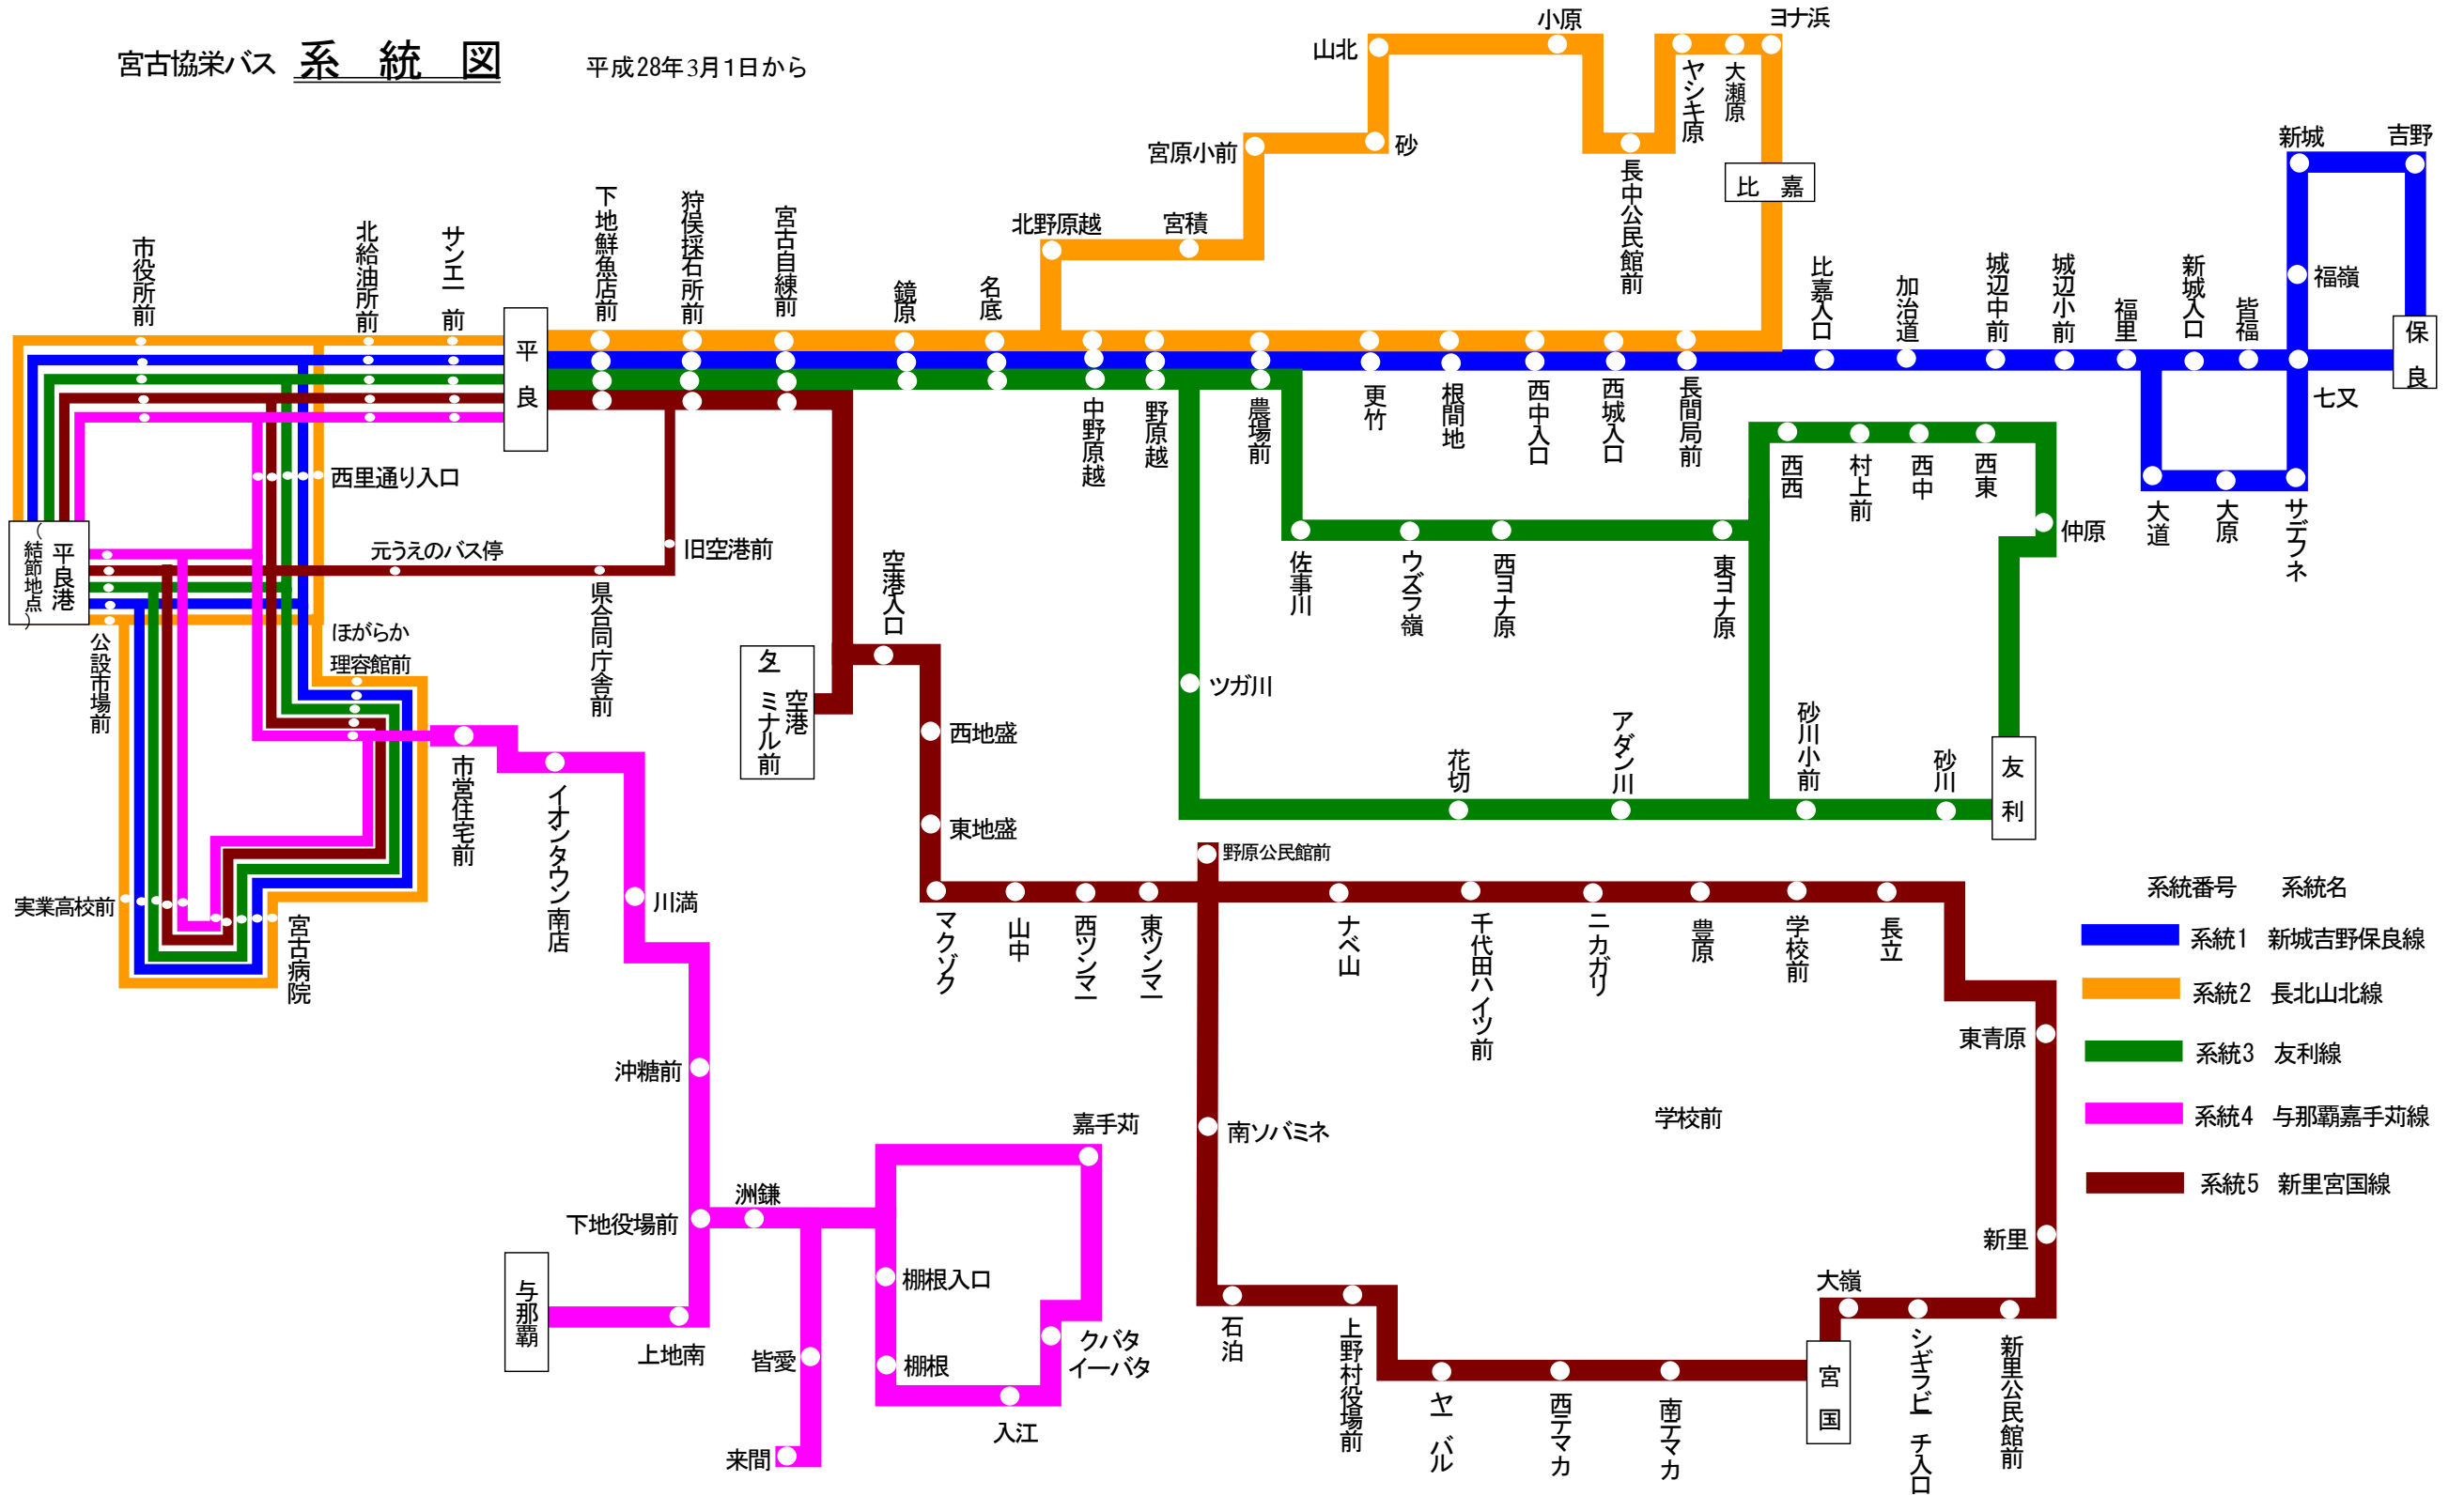 宮古協栄バス 系 統 図 平成28年3月1日から
小原
ヨナ浜
山北
砂
ヤシキ原
大瀬原
宮原小前
長中公民館前
比 嘉
新城
吉野
北野原越
宮積
市役所前
北給油所前
サンエー前
下地鮮魚店前
狩俣採石所前
宮古自練前
鏡原
名底
比嘉入口
加治道
城辺中前
城辺小前
福里
新城入口
皆福
福嶺
保 良
平 良
中野原越
野原越
農場前
更竹
根間地
西中入口
西城入口
長間局前
七又
西里通り入口
西西
村上前
西中
西東
大道
大原
サデフネ
仲原
平良港
(結節地点)
元うえのバス停
旧空港前
空港入口
佐事川
ウズラ嶺
西ヨナ原
東ヨナ原
県合同庁舎前
公設市場前
ほがらか
理容館前
空港
ターミナル前
ツガ川
西地盛
東地盛
花切
アダン川
砂川小前
砂川
友 利
市営住宅前
イオンタウン南店
川満
野原公民館前
実業高校前
宮古病院
マクゾク
山中
西ツンマー
東ツンマー
ナベ山
千代田ハイツ前
ニカガリ
豊原
学校前
長立
系統番号 系統名
系統1 新城吉野保良線
系統2 長北山北線
系統3 友利線
系統4 与那覇嘉手苅線
系統5 新里宮国線
東青原
沖糖前
嘉手苅
南ソバミネ
学校前
洲鎌
下地役場前
新里
与那覇
棚根入口
大嶺
上地南
皆愛
棚根
クバタ
イーバタ
石泊
上野村役場前
ヤーバル
西テマカ
南テマカ
宮 国
シギラビーチ入口
新里公民館前
入江
来間